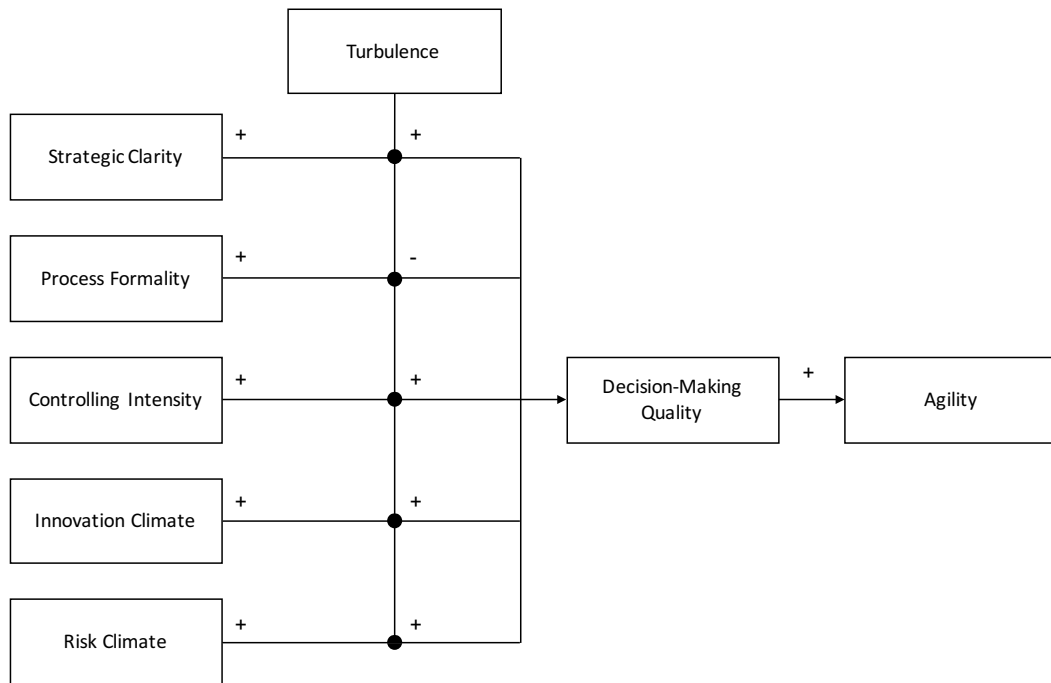 Turbulence
+ +
Strategic Clarity
+ -
Process Formality
+ + +
Controlling Intensity
Decision-Making
Quality
Agility
+ +
Innovation Climate
+ +
Risk Climate